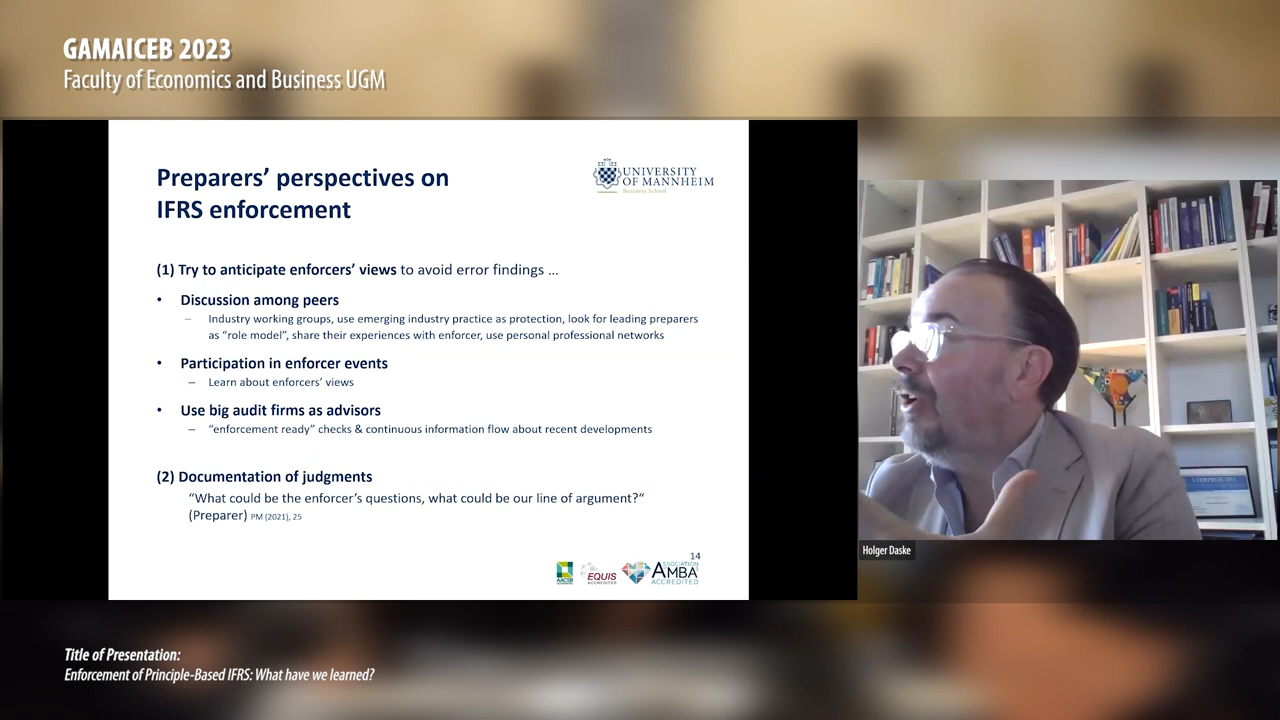 GAMAICEB 2023
Faculty of Economics and Business UGM
Preparers’ perspectives on
IFRS enforcement
UNIVERSITY
OF MANNHEIM
Business School
(1) Try to anticipate enforcers’ views to avoid error findings ...
• Discussion among peers
– Industry working groups, use emerging industry practice as protection, look for leading preparers
as “role model”, share their experiences with enforcer, use personal professional networks
• Participation in enforcer events
– Learn about enforcers’ views
• Use big audit firms as advisors
– “enforcement ready” checks & continuous information flow about recent developments
(2) Documentation of judgments
“What could be the enforcer’s questions, what could be our line of argument?“
(Preparer) PM (2021), 25
14
AACSB
ACCREDITED
EQUIS
ACCREDITED
ASSOCIATION
AMBA
ACCREDITED
Holger Daske
Title of Presentation:
Enforcement of Principle-Based IFRS: What have we learned?